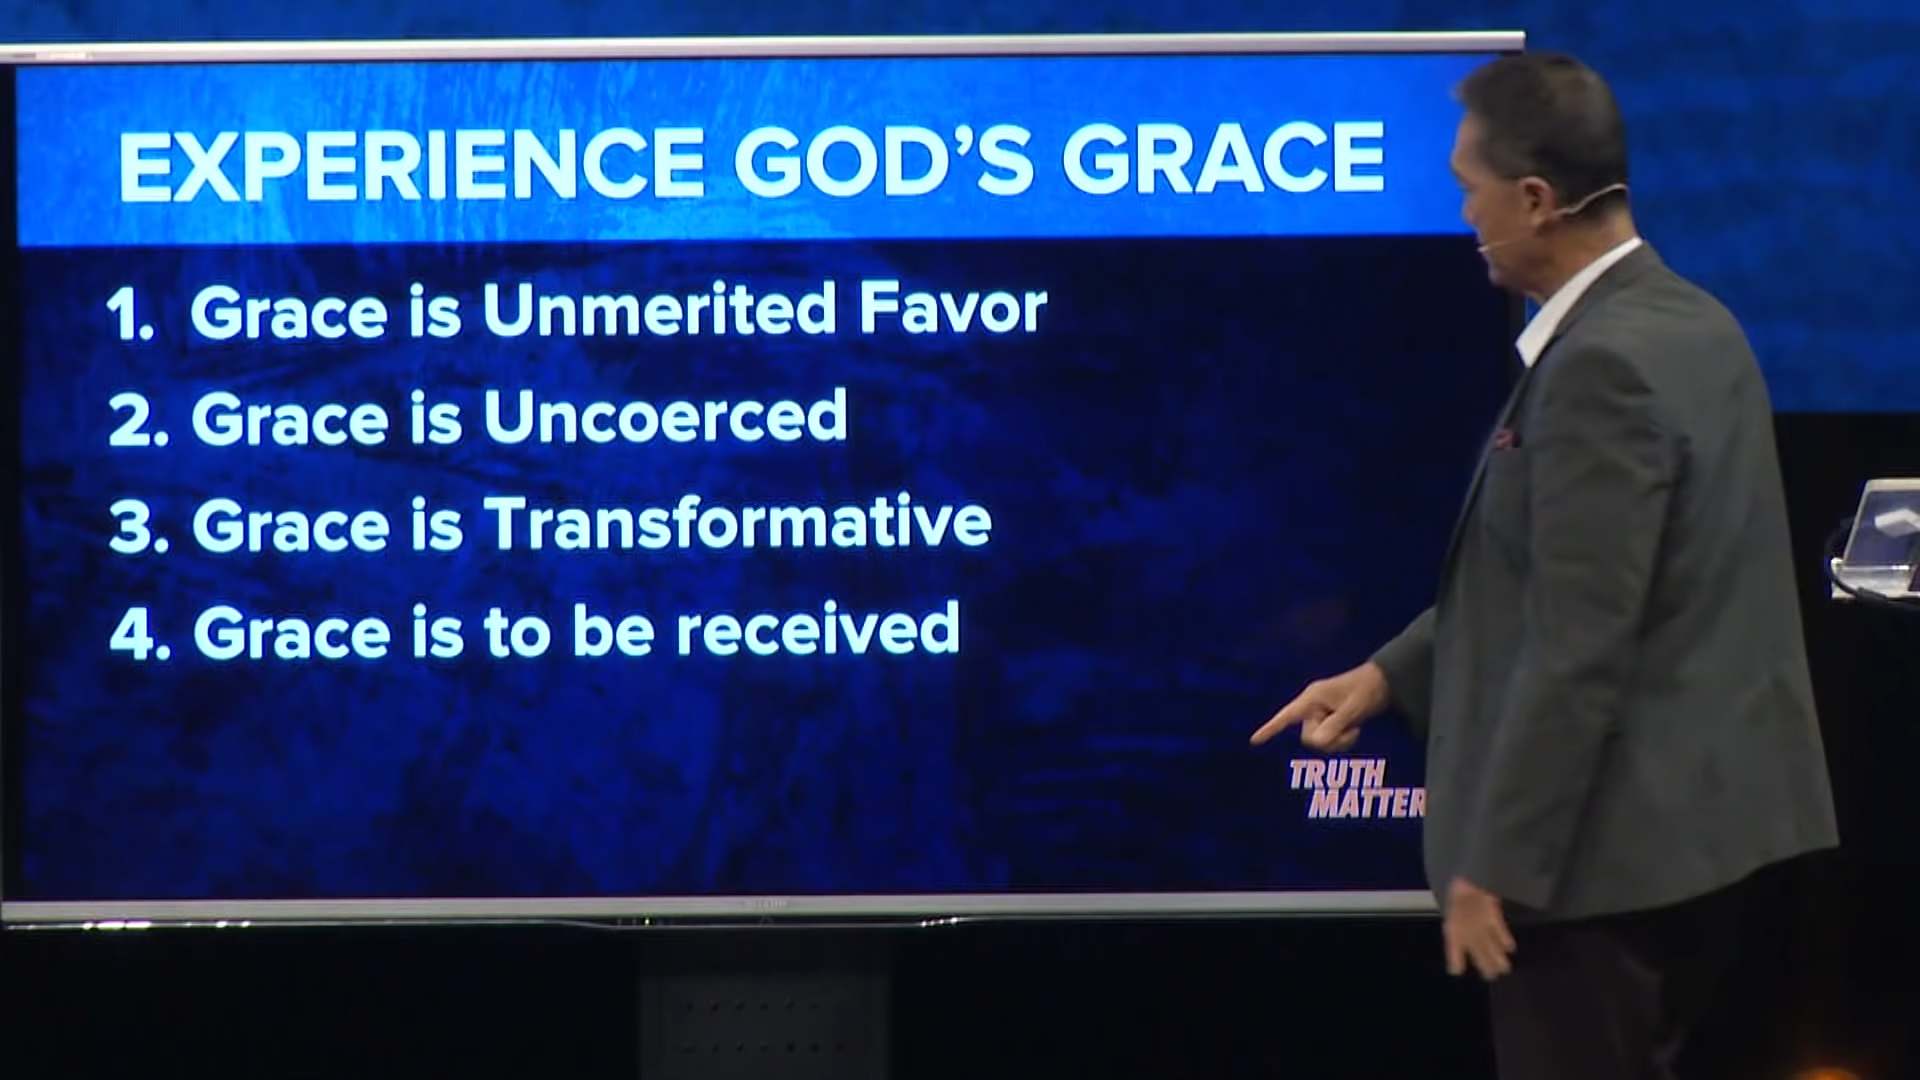 EXPERIENCE GOD'S GRACE
1. Grace is Unmerited Favor
2. Grace is Uncoerced
3. Grace is Transformative
4. Grace is to be received
TRUTH
MATTER